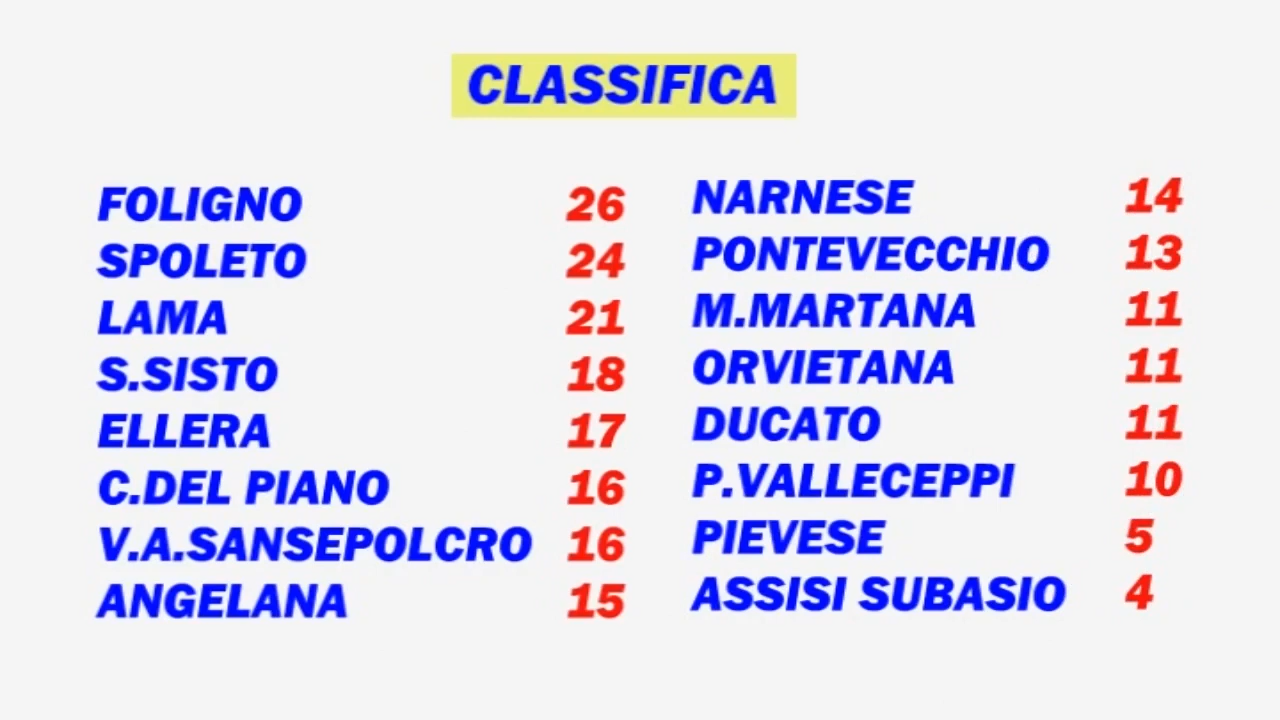 CLASSIFICA
FOLIGNO 26
SPOLETO 24
LAMA 21
S.SISTO 18
ELLERA 17
C.DEL PIANO 16
V.A.SANSEPOLCRO 16
ANGELANA 15
NARNESE 14
PONTEVECCHIO 13
M.MARTANA 11
ORVIETANA 11
DUCATO 11
P.VALLECEPPI 10
PIEVESE 5
ASSISI SUBASIO 4